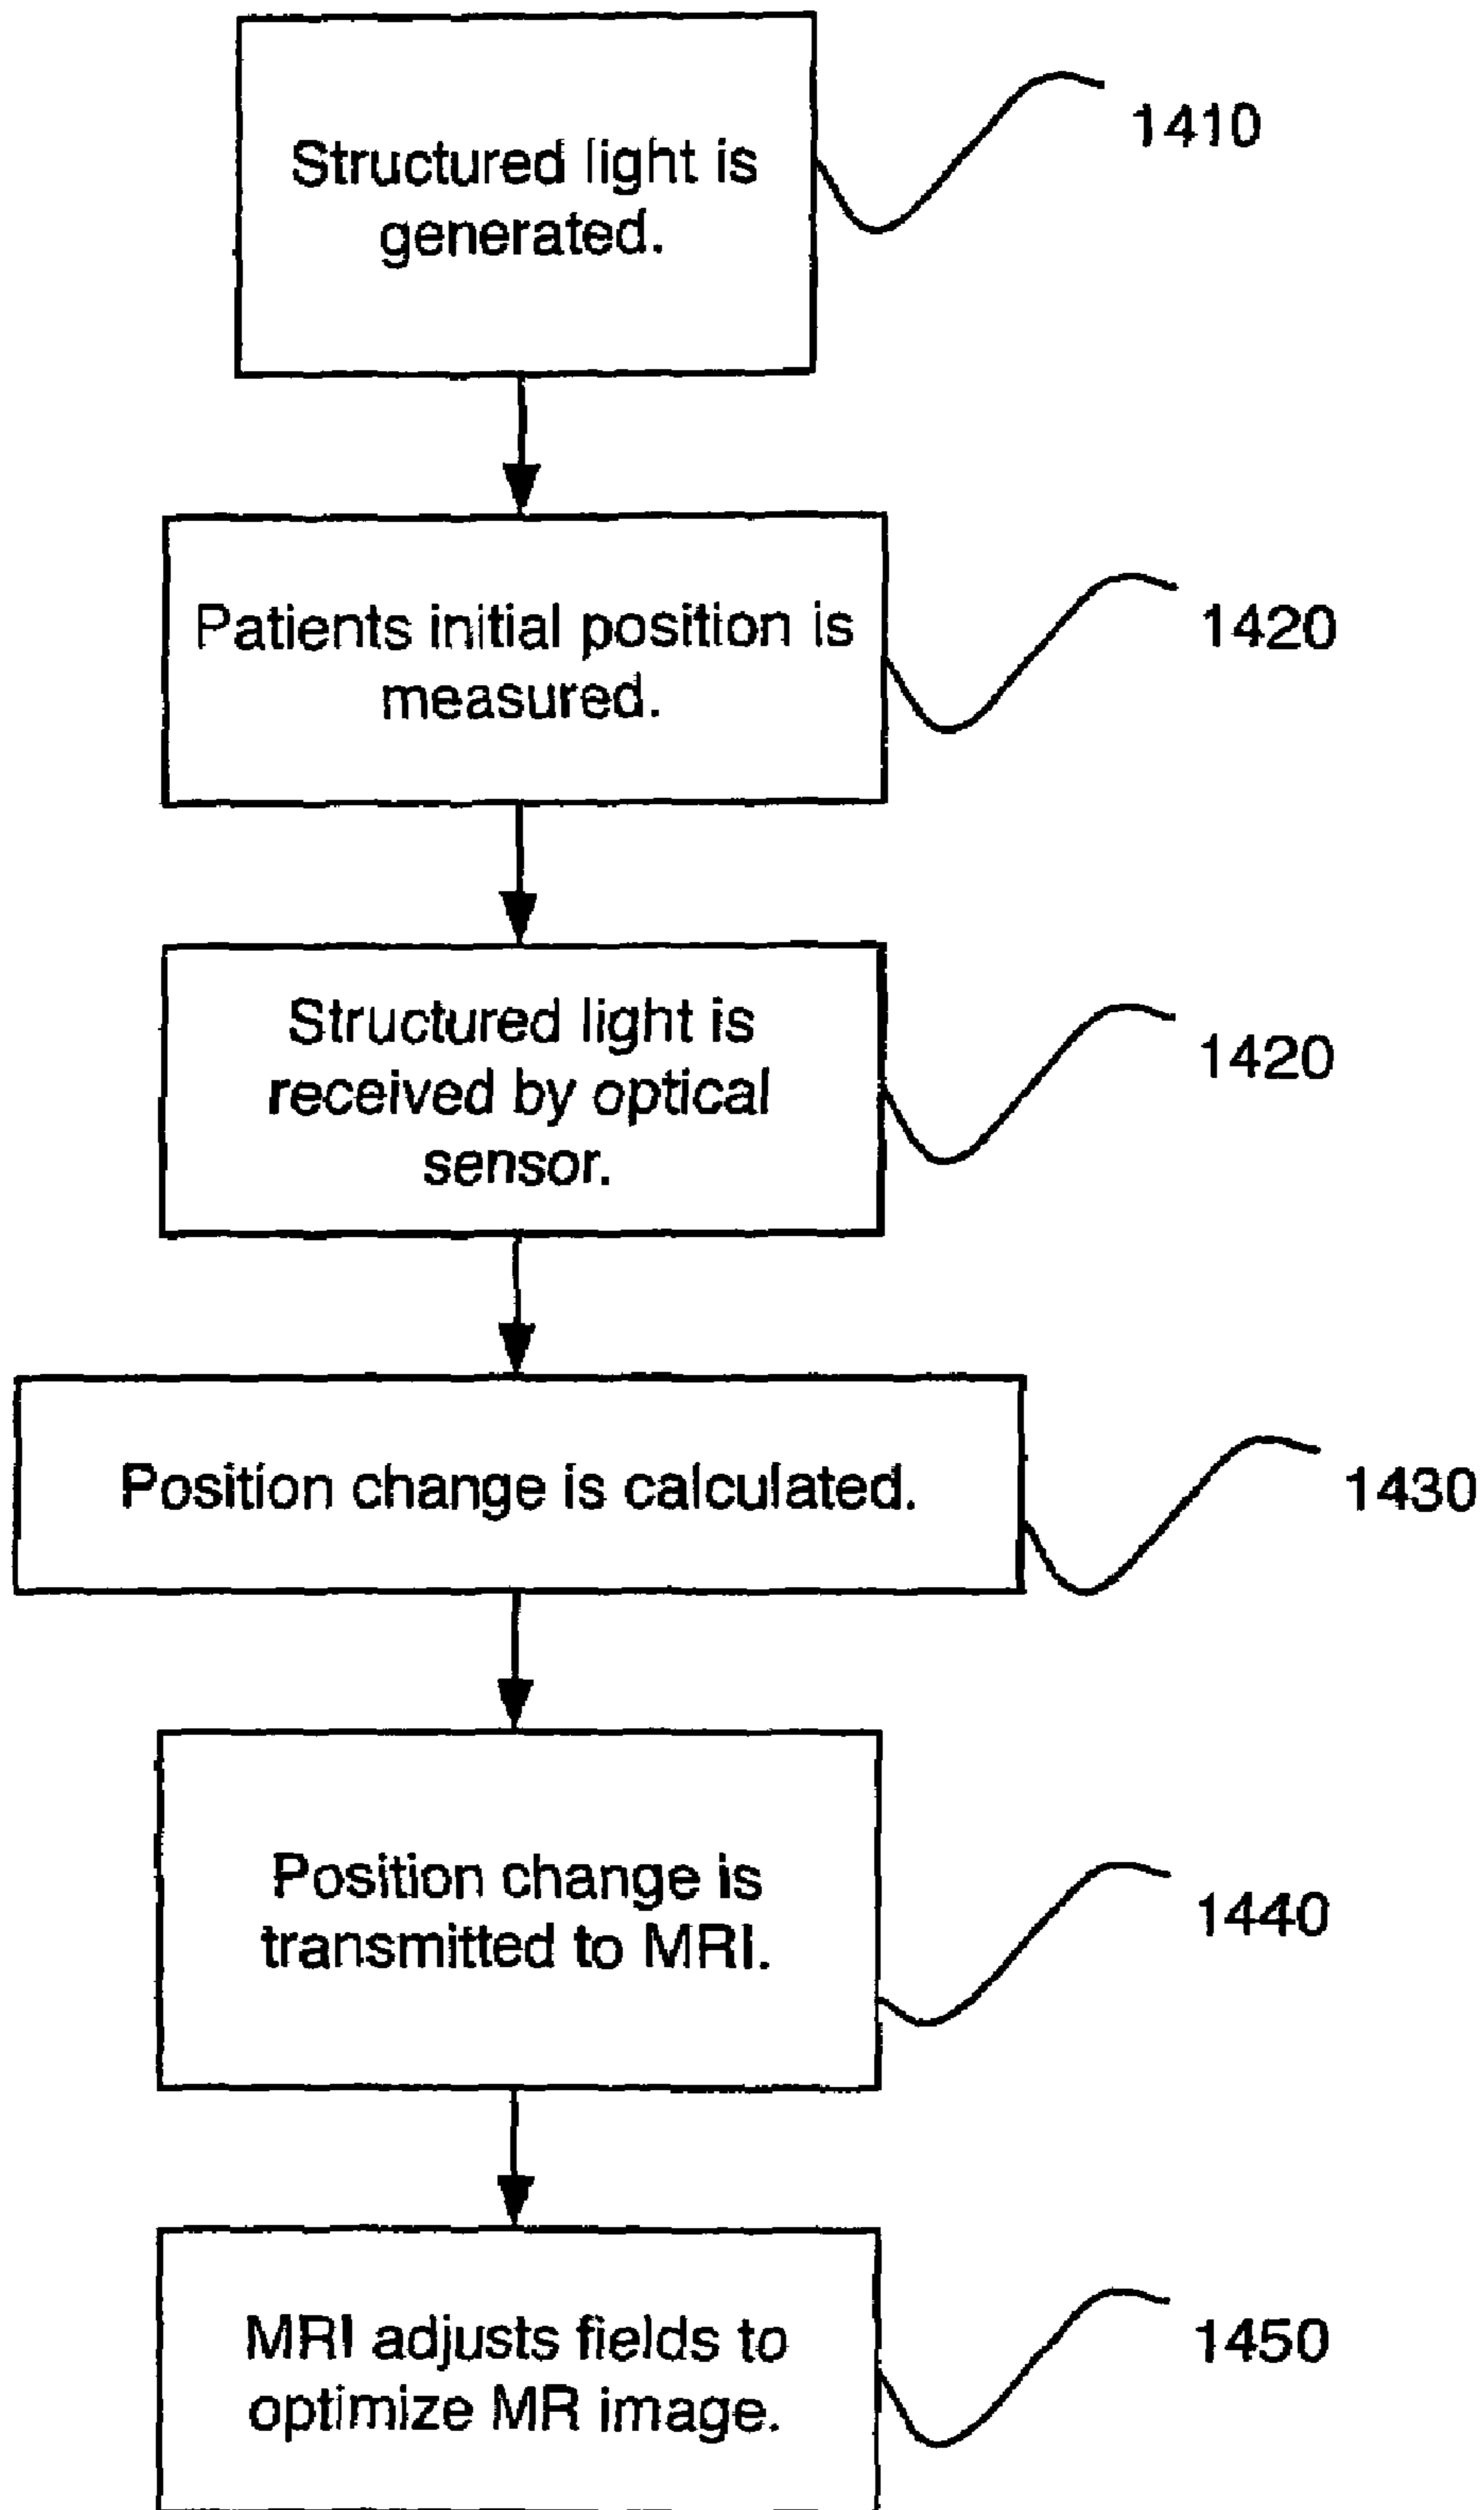 Structured light is
generated.
1410
Patients initial position is
measured.
1420
Structured light is
received by optical
sensor.
1420
Position change is calculated.
1430
Position change is
transmitted to MRI.
1440
MRI adjusts fields to
optimize MR image.
1450